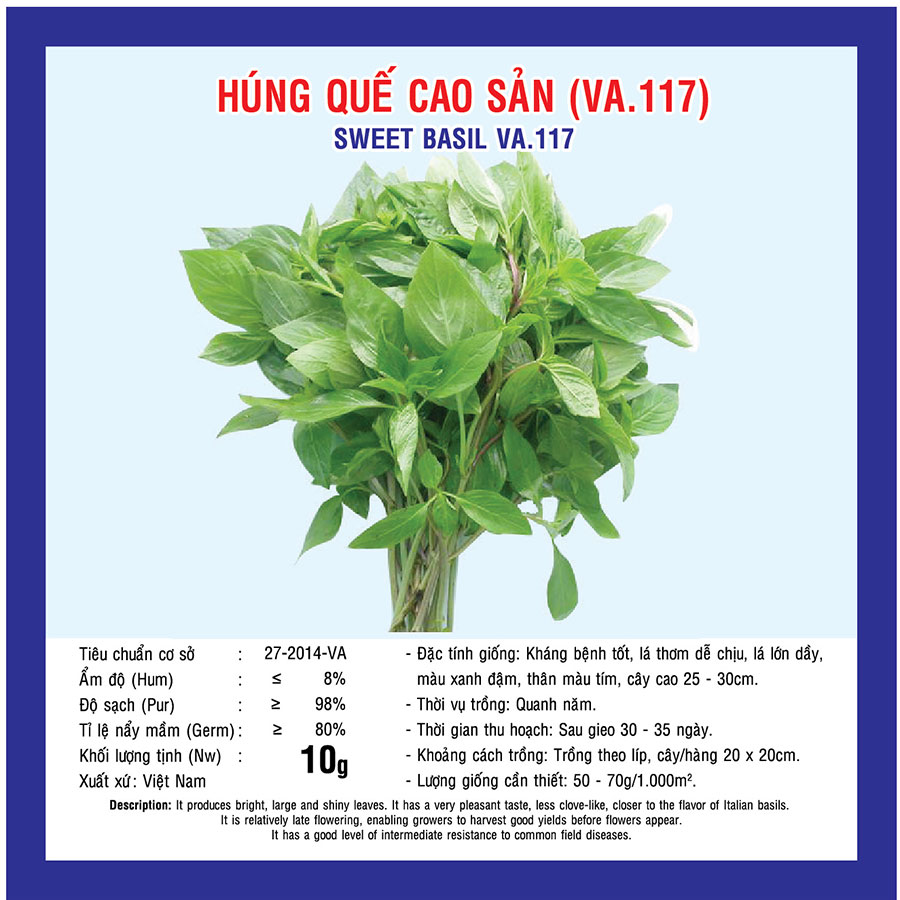 HÚNG QUẾ CAO SẢN (VA.117)
SWEET BASIL VA.117
Tiêu chuẩn cơ sở : 27-2014-VA
Ẩm độ (Hum) : ≤ 8%
Độ sạch (Pur) : ≥ 98%
Tỉ lệ nẩy mầm (Germ) : ≥ 80%
Khối lượng tịnh (Nw) : 10g
Xuất xứ : Việt Nam
- Đặc tính giống: Kháng bệnh tốt, lá thơm dễ chịu, lá lớn dầy,
màu xanh đậm, thân màu tím, cây cao 25 - 30cm.
- Thời vụ trồng: Quanh năm.
- Thời gian thu hoạch: Sau gieo 30 - 35 ngày.
- Khoảng cách trồng: Trồng theo líp, cây/hàng 20 x 20cm.
- Lượng giống cần thiết: 50 - 70g/1.000m².
Description: It produces bright, large and shiny leaves. It has a very pleasant taste, less clove-like, closer to the flavor of Italian basils.
It is relatively late flowering, enabling growers to harvest good yields before flowers appear.
It has a good level of intermediate resistance to common field diseases.